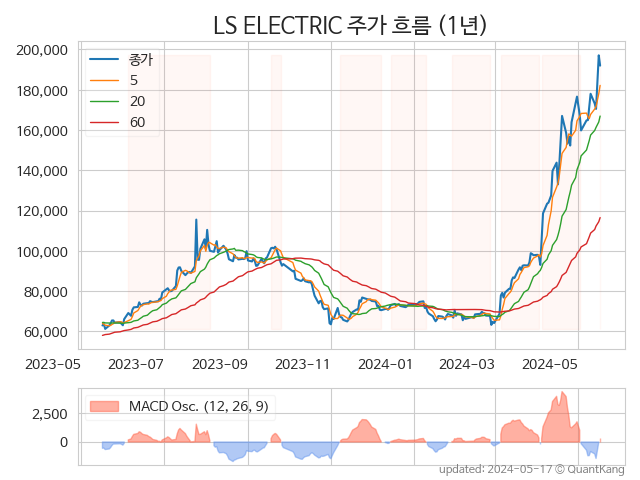 LS ELECTRIC 주가 흐름 (1년)
200,000
180,000
160,000
140,000
120,000
100,000
80,000
60,000
종가
5
20
60
2023-05 2023-07 2023-09 2023-11 2024-01 2024-03 2024-05
MACD Osc. (12, 26, 9)
2,500
0
updated: 2024-05-17 © QuantKang